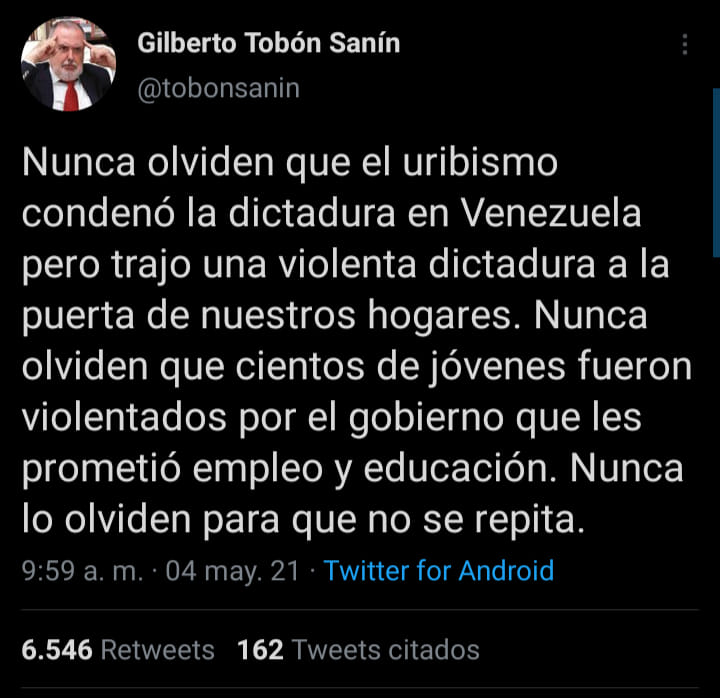 Gilberto Tobón Sanín
@tobonsanin
Nunca olviden que el uribismo
condenó la dictadura en Venezuela
pero trajo una violenta dictadura a la
puerta de nuestros hogares. Nunca
olviden que cientos de jóvenes fueron
violentados por el gobierno que les
prometió empleo y educación. Nunca
lo olviden para que no se repita.
9:59 a. m. · 04 may. 21 · Twitter for Android
6.546 Retweets 162 Tweets citados